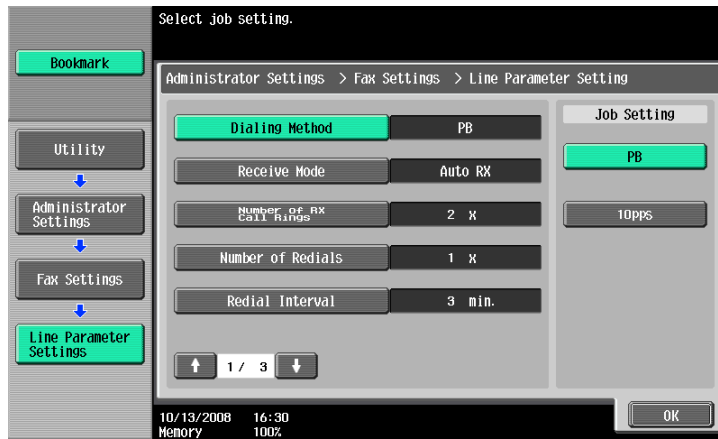 Select job setting.
Bookmark
Administrator Settings > Fax Settings > Line Parameter Setting
Utility
Administrator
Settings
Fax Settings
Line Parameter
Settings
Dialing Method
PB
Receive Mode
Auto RX
Number of RX
Call Rings
2 X
Number of Redials
1 X
Redial Interval
3 min.
1/ 3
Job Setting
PB
10pps
10/13/2008 16:30
Memory 100%
OK